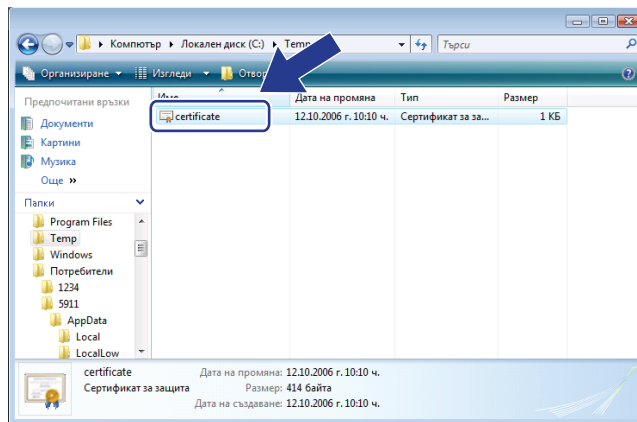 Компютър ▸ Локален диск (C:) ▸ Temp
Търси
Организиране Изгледи
Предпочитани връзки
Документи
Картини
Музика
Още »
Дата на промяна Тип Размер
certificate 12.10.2006 г. 10:10 ч. Сертификат за за... 1 КБ
Папки
Program Files
Temp
Windows
Потребители
1234
5911
AppData
Local
LocalLow
certificate Дата на промяна: 12.10.2006 г. 10:10 ч.
Сертификат за защита Размер: 414 байта
Дата на създаване: 12.10.2006 г. 10:10 ч.